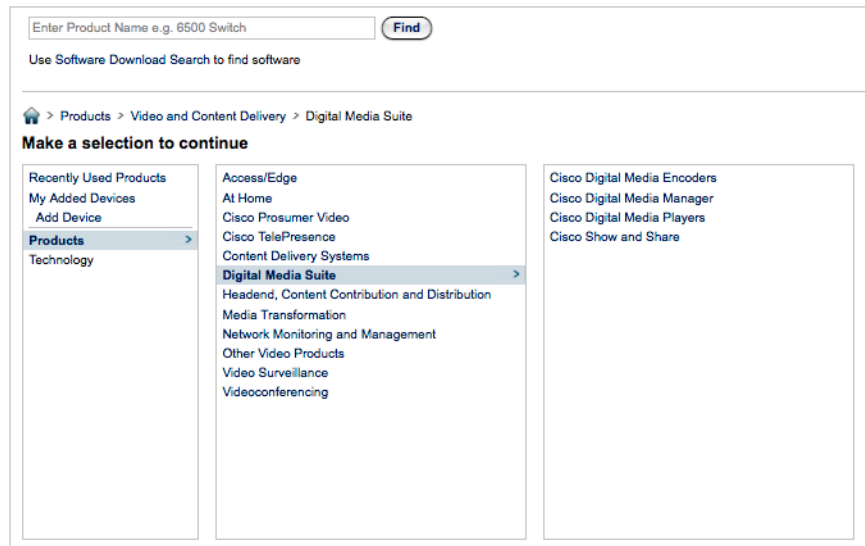 Enter Product Name e.g. 6500 Switch
Find
Use Software Download Search to find software
> Products > Video and Content Delivery > Digital Media Suite
Make a selection to continue
Recently Used Products
My Added Devices
Add Device
Products >
Technology
Access/Edge
At Home
Cisco Prosumer Video
Cisco TelePresence
Content Delivery Systems
Digital Media Suite >
Headend, Content Contribution and Distribution
Media Transformation
Network Monitoring and Management
Other Video Products
Video Surveillance
Videoconferencing
Cisco Digital Media Encoders
Cisco Digital Media Manager
Cisco Digital Media Players
Cisco Show and Share